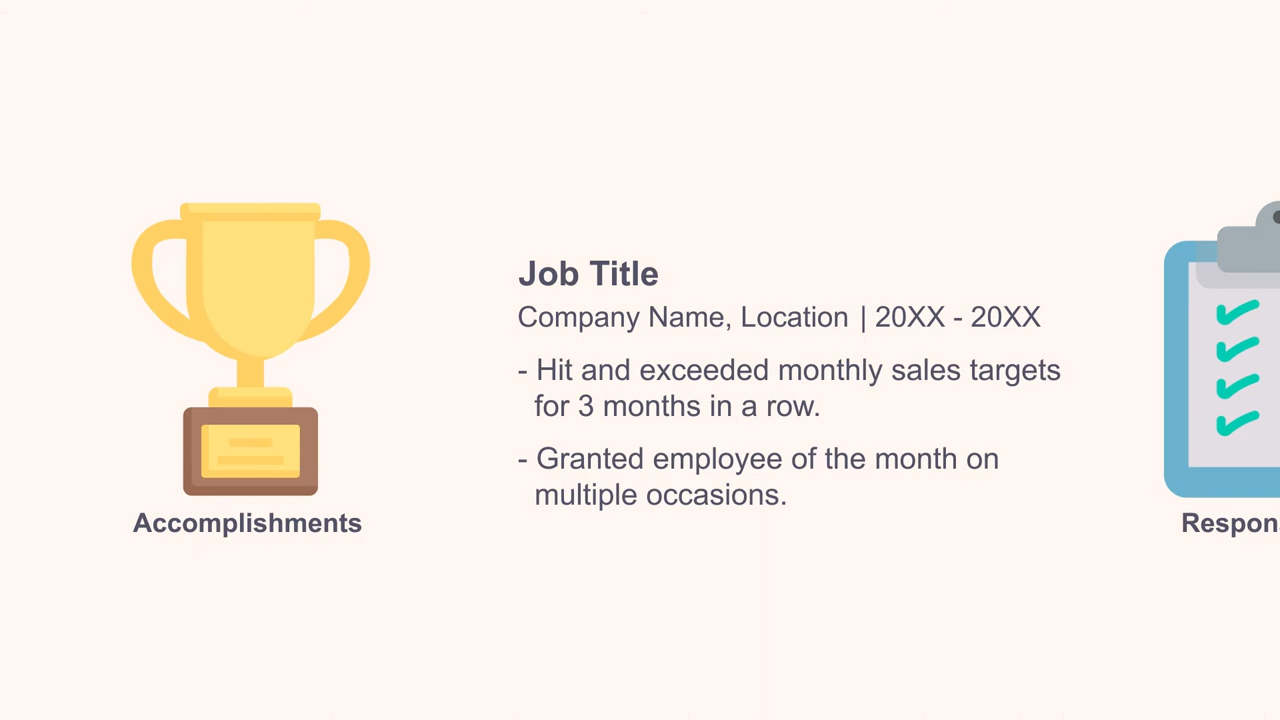 Job Title
Company Name, Location | 20XX - 20XX
- Hit and exceeded monthly sales targets
for 3 months in a row.
- Granted employee of the month on
multiple occasions.
Accomplishments
Respon